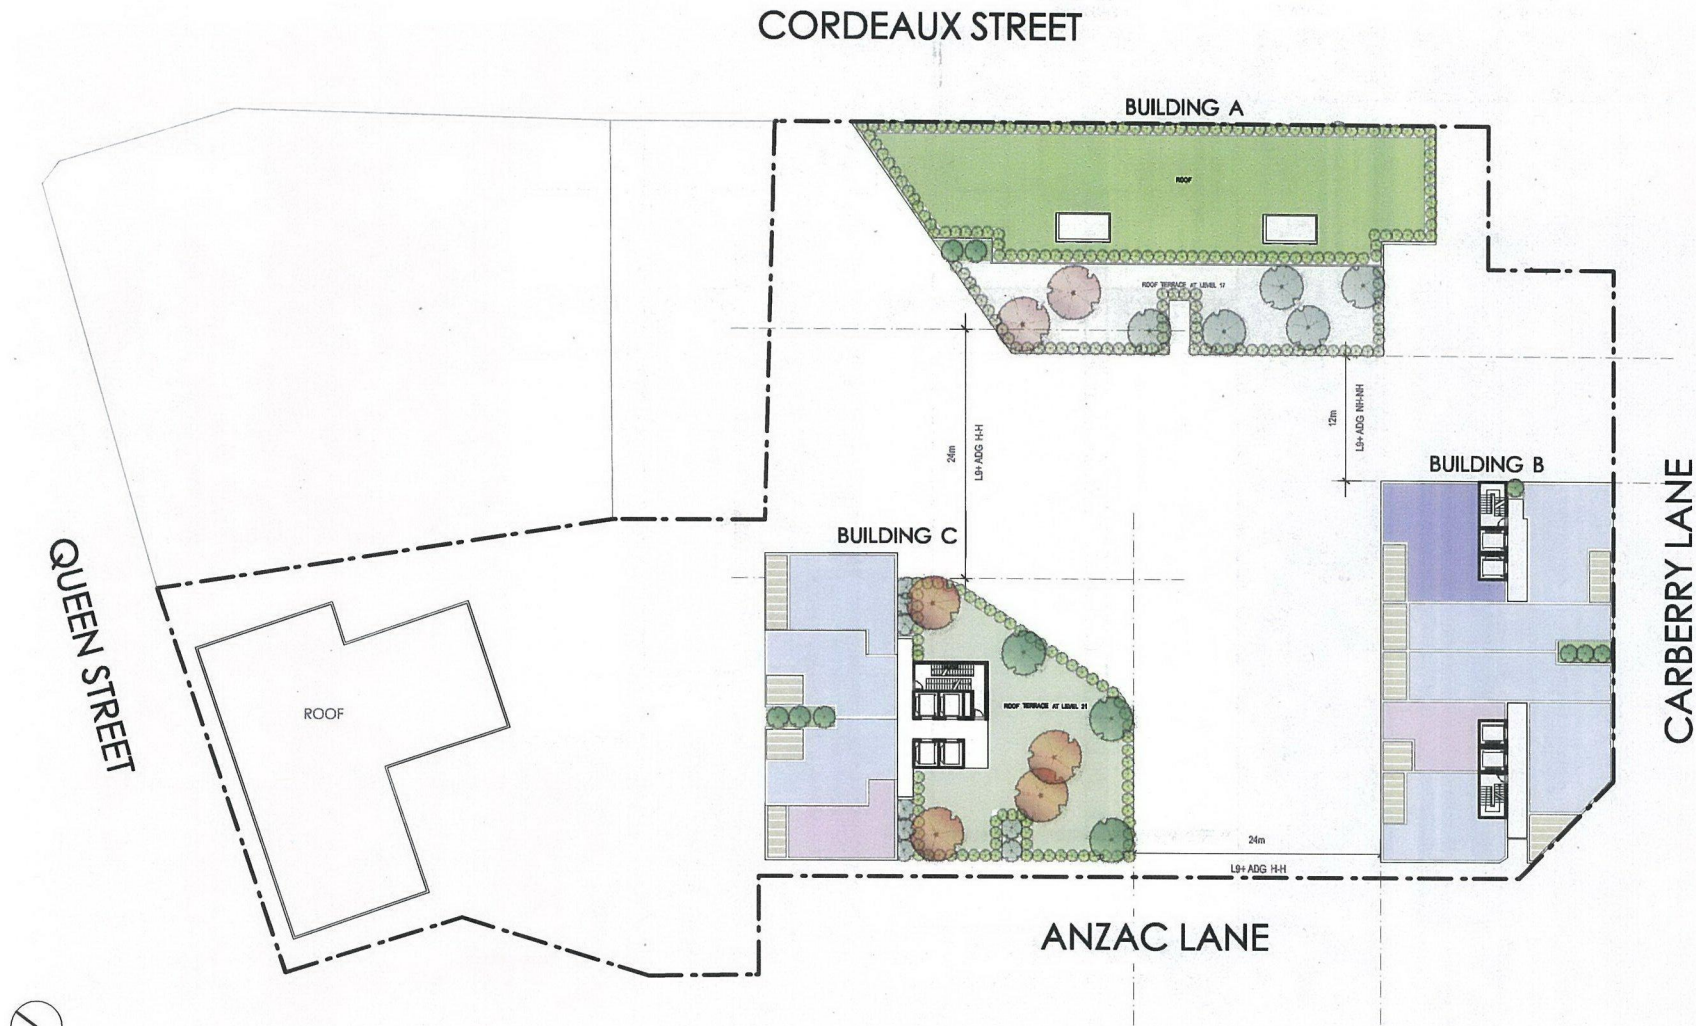 CORDEAUX STREET
BUILDING A
ROOF
ROOF TERRACE AT LEVEL 17
24m
L9+ ADG H-H
12m
L9+ ADG NH-NH
BUILDING B
BUILDING C
QUEEN STREET
CARBERRY LANE
ROOF
ROOF TERRACE AT LEVEL 21
24m
L9+ ADG H-H
ANZAC LANE